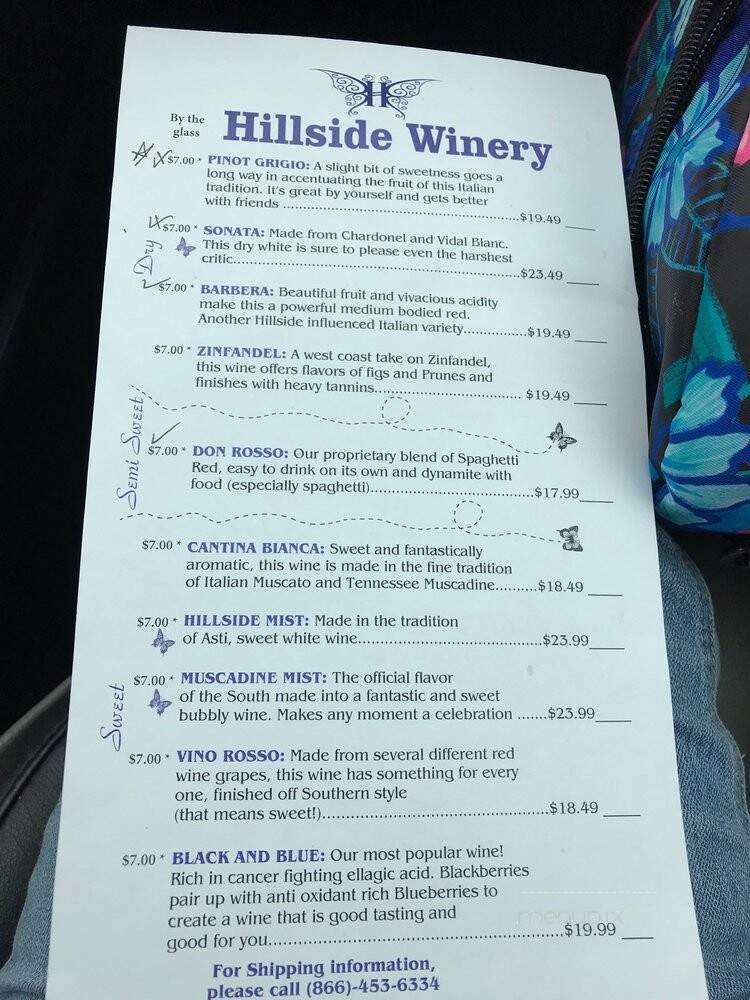 H
By the
glass
Hillside Winery
$7.00 * PINOT GRIGIO: A slight bit of sweetness goes a
long way in accentuating the fruit of this Italian
tradition. It's great by yourself and gets better
with friends ........................................................$19.49 ____
$7.00 * SONATA: Made from Chardonel and Vidal Blanc.
This dry white is sure to please even the harshest
critic....................................................................$23.49 ____
Dry
$7.00 * BARBERA: Beautiful fruit and vivacious acidity
make this a powerful medium bodied red.
Another Hillside influenced Italian variety...............$19.49 ____
$7.00 * ZINFANDEL: A west coast take on Zinfandel,
this wine offers flavors of figs and Prunes and
finishes with heavy tannins................................... $19.49 ____
Semi Sweet
$7.00 * DON ROSSO: Our proprietary blend of Spaghetti
Red, easy to drink on its own and dynamite with
food (especially spaghetti).......................................$17.99____
$7.00 * CANTINA BIANCA: Sweet and fantastically
aromatic, this wine is made in the fine tradition
of Italian Muscato and Tennessee Muscadine..........$18.49 ____
$7.00 * HILLSIDE MIST: Made in the tradition
of Asti, sweet white wine..........................................$23.99____
Sweet
$7.00 * MUSCADINE MIST: The official flavor
of the South made into a fantastic and sweet
bubbly wine. Makes any moment a celebration .......$23.99____
$7.00 * VINO ROSSO: Made from several different red
wine grapes, this wine has something for every
one, finished off Southern style
(that means sweet!)...................................................$18.49 ____
$7.00 * BLACK AND BLUE: Our most popular wine!
Rich in cancer fighting ellagic acid. Blackberries
pair up with anti oxidant rich Blueberries to
create a wine that is good tasting and
good for you..................................................................$19.99 ____
For Shipping information,
please call (866)-453-6334